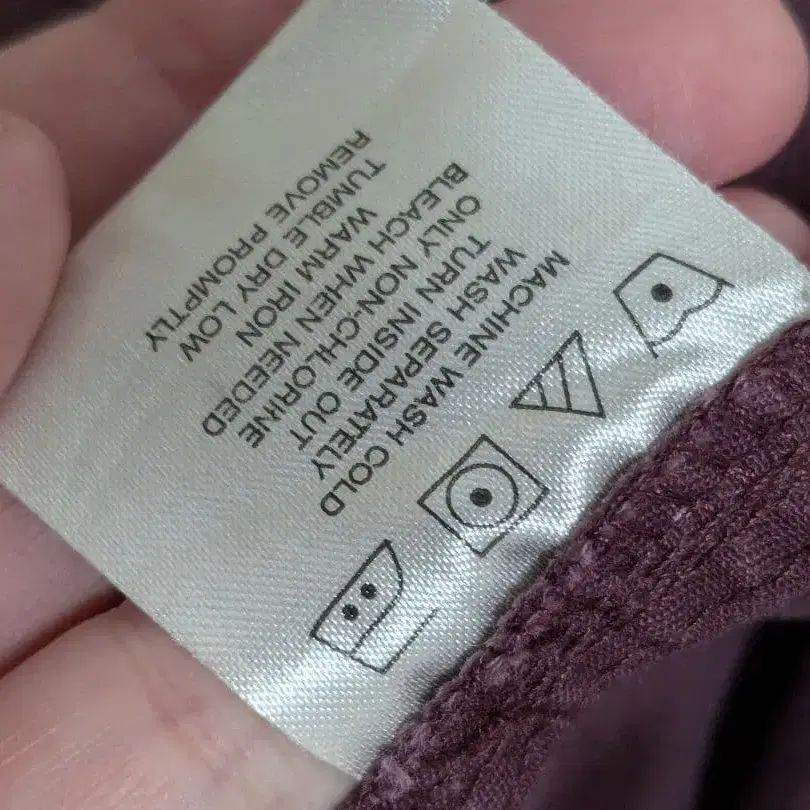 MACHINE WASH COLD
WASH SEPARATELY
TURN INSIDE OUT
ONLY NON-CHLORINE
BLEACH WHEN NEEDED
WARM IRON
TUMBLE DRY LOW
REMOVE PROMPTLY